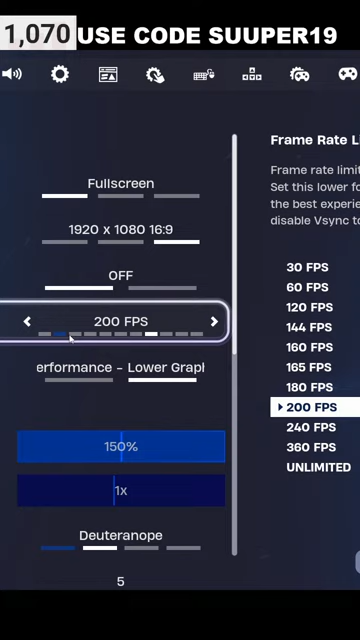 1,070 USE CODE SUUPER19
Frame Rate Li
Fullscreen
Frame rate limit
Set this lower fo
the best experie
disable Vsync to
1920 x 1080 16:9
OFF
200 FPS
erformance - Lower Graph
150%
1x
Deuteranope
5
30 FPS
60 FPS
120 FPS
144 FPS
160 FPS
165 FPS
180 FPS
200 FPS
240 FPS
360 FPS
UNLIMITED